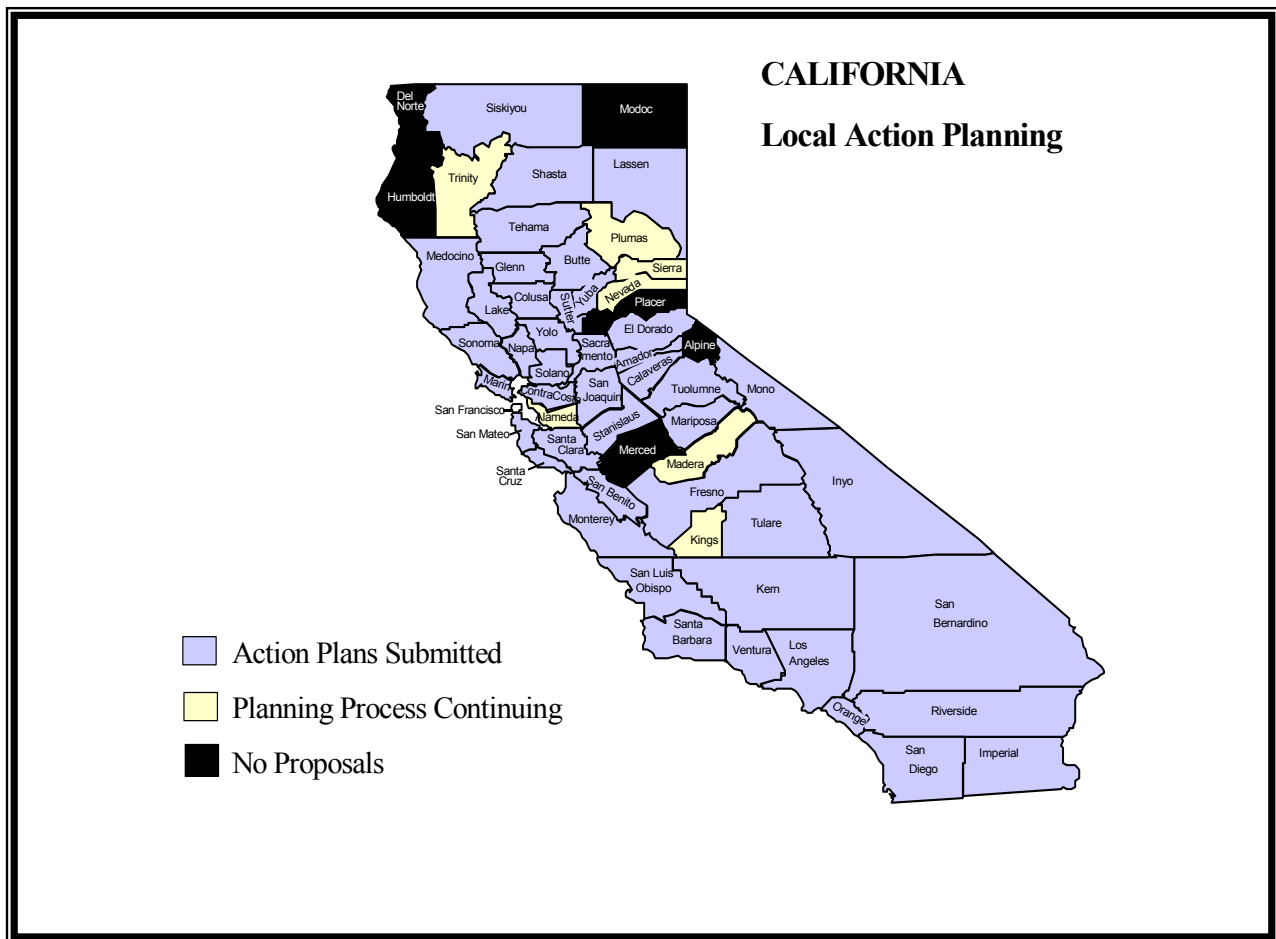 CALIFORNIA
Local Action Planning
Del
Norte
Siskiyou
Modoc
Trinity
Shasta
Lassen
Humboldt
Tehama
Plumas
Medocino
Glenn
Butte
Sierra
Colusa
Sutter
Yuba
Nevada
Placer
Lake
Yolo
El Dorado
Sonoma
Napa
Sacra-
mento
Alpine
Amador
Solano
Calaveras
Marin
ContraCosta
San
Joaquin
Tuolumne
Mono
San Francisco
Alameda
Stanislaus
Mariposa
San Mateo
Santa
Clara
Merced
Madera
Santa
Cruz
San Benito
Fresno
Inyo
Monterey
Tulare
Kings
San Luis
Obispo
Kern
San
Bernardino
Santa
Barbara
Ventura
Los
Angeles
Orange
Riverside
San
Diego
Imperial
Action Plans Submitted
Planning Process Continuing
No Proposals